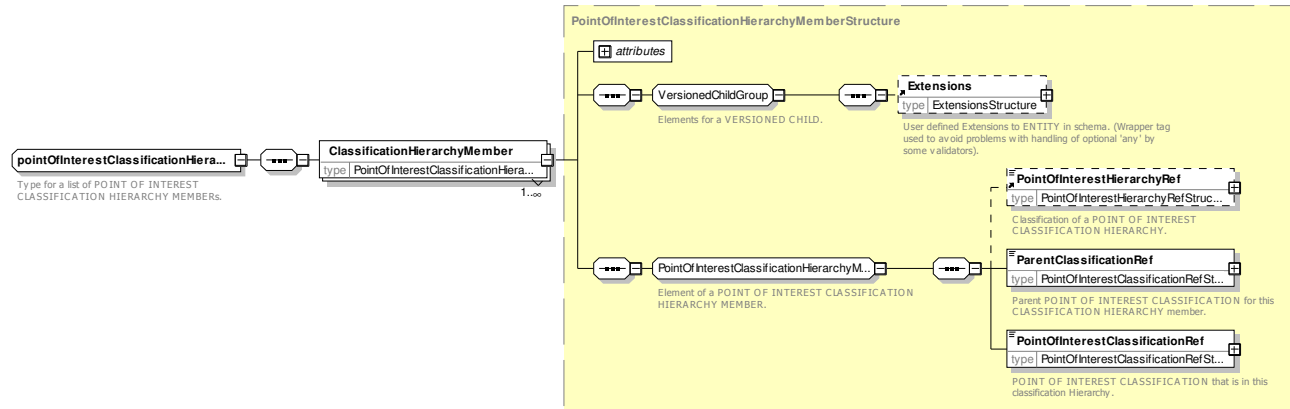 PointOfInterestClassificationHierarchyMemberStructure
attributes
VersionedChildGroup
Elements for a VERSIONED CHILD.
Extensions
type ExtensionsStructure
User defined Extensions to ENTITY in schema. (Wrapper tag
used to avoid problems with handling of optional 'any' by
some validators).
pointOfInterestClassificationHiera...
Type for a list of POINT OF INTEREST
CLASSIFICATION HIERARCHY MEMBERs.
ClassificationHierarchyMember
type PointOfInterestClassificationHiera...
1..∞
PointOfInterestClassificationHierarchyM...
Element of a POINT OF INTEREST CLASSIFICATION
HIERARCHY MEMBER.
PointOfInterestHierarchyRef
type PointOfInterestHierarchyRefStruc...
Classification of a POINT OF INTEREST
CLASSIFICATION HIERARCHY.
ParentClassificationRef
type PointOfInterestClassificationRefSt...
Parent POINT OF INTEREST CLASSIFICATION for this
CLASSIFICATION HIERARCHY member.
PointOfInterestClassificationRef
type PointOfInterestClassificationRefSt...
POINT OF INTEREST CLASSIFICATION that is in this
classification Hierarchy.